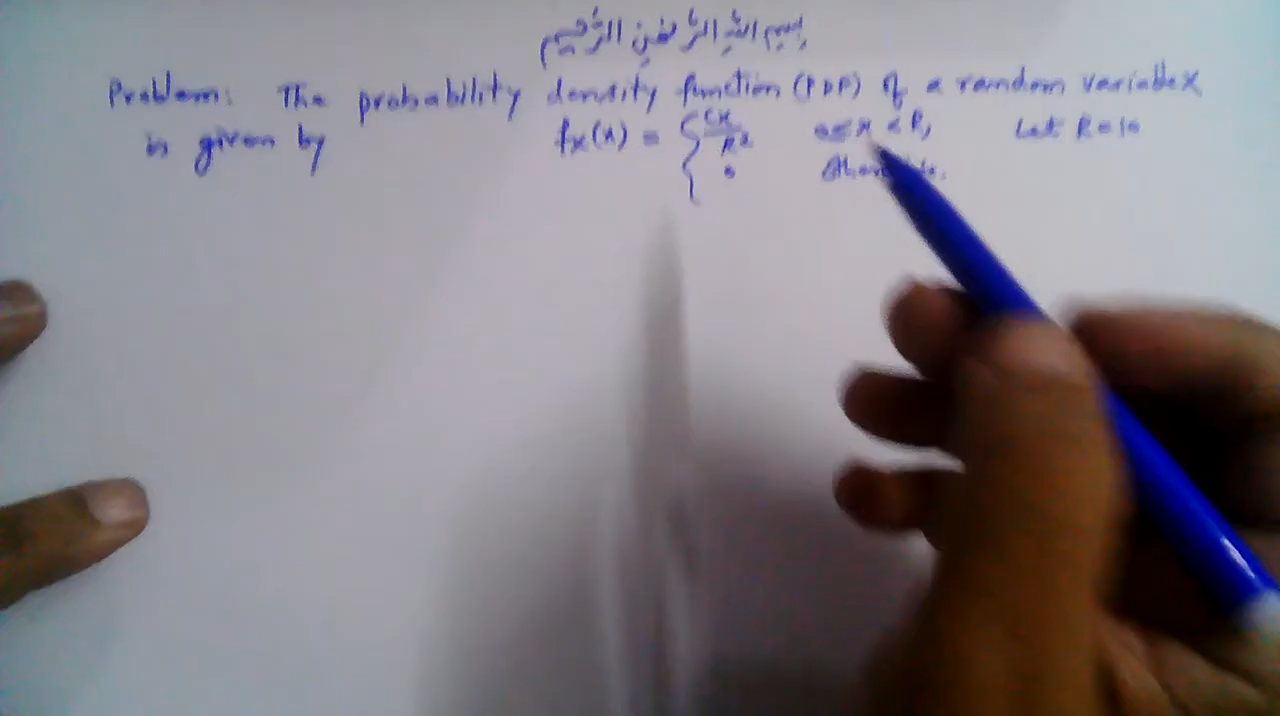 بسم الله الرحمن الرحيم
Problem: The probability density function (PDF) of a random variable X
is given by fx(x) = { cx/R² 0≤x<R, Let R=10
0 otherwise.